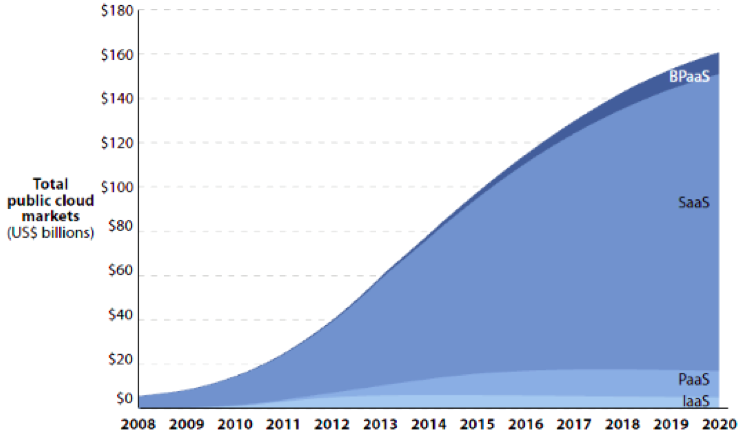 $180
$160
$140
$120
$100
$80
$60
$40
$20
$0
Total
public cloud
markets
(US$ billions)
BPaaS
SaaS
PaaS
IaaS
2008 2009 2010 2011 2012 2013 2014 2015 2016 2017 2018 2019 2020